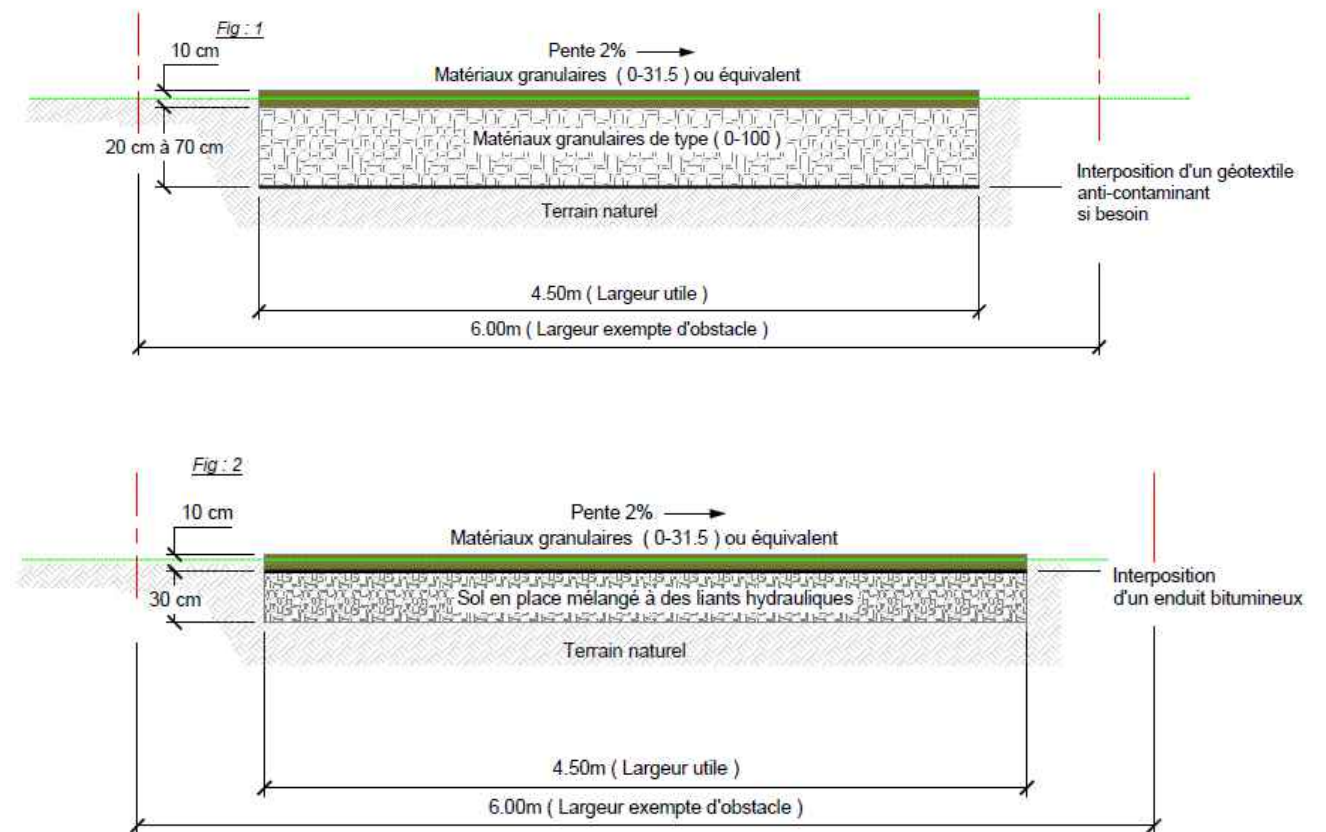 Fig : 1
10 cm
Pente 2%
Matériaux granulaires ( 0-31.5 ) ou équivalent
20 cm à 70 cm
Matériaux granulaires de type ( 0-100 )
Interposition d'un géotextile
anti-contaminant
si besoin
Terrain naturel
4.50m ( Largeur utile )
6.00m ( Largeur exempte d'obstacle )
Fig : 2
10 cm
Pente 2%
Matériaux granulaires ( 0-31.5 ) ou équivalent
Interposition
d'un enduit bitumineux
30 cm
Sol en place mélangé à des liants hydrauliques
Terrain naturel
4.50m ( Largeur utile )
6.00m ( Largeur exempte d'obstacle )